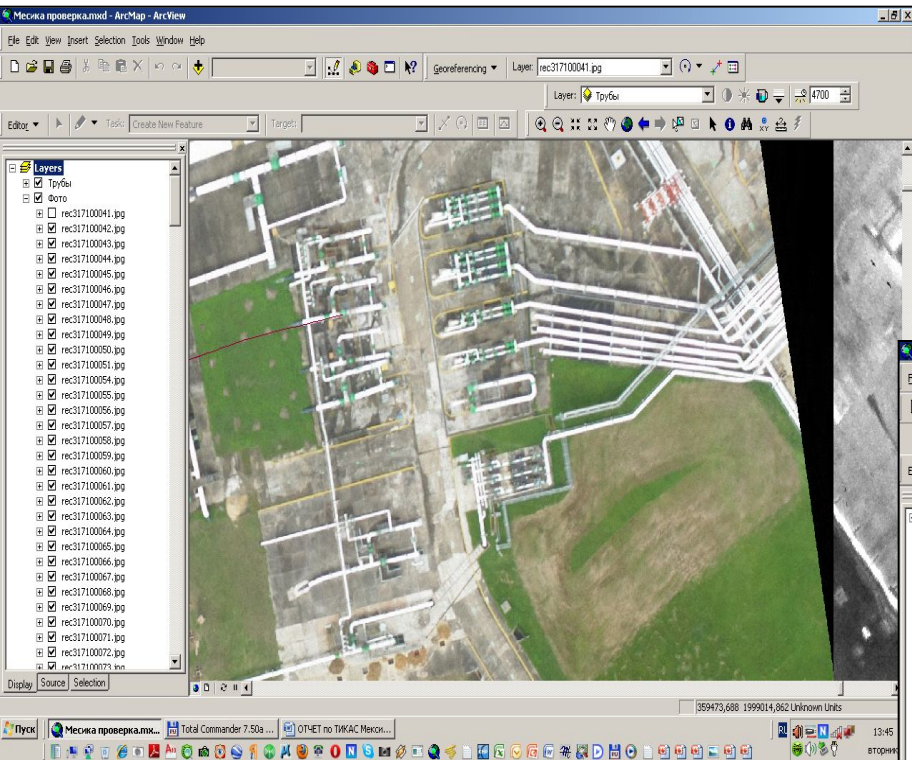 Месика проверка.mxd - ArcMap - ArcView
File Edit View Insert Selection Tools Window Help
Georeferencing Layer: rec317100041.jpg
Layer: Трубы 4700
Editor Task: Create New Feature Target:
Layers
Трубы
Фото
rec317100041.jpg
rec317100042.jpg
rec317100043.jpg
rec317100044.jpg
rec317100045.jpg
rec317100046.jpg
rec317100047.jpg
rec317100048.jpg
rec317100049.jpg
rec317100050.jpg
rec317100051.jpg
rec317100054.jpg
rec317100055.jpg
rec317100056.jpg
rec317100057.jpg
rec317100058.jpg
rec317100059.jpg
rec317100060.jpg
rec317100061.jpg
rec317100062.jpg
rec317100063.jpg
rec317100064.jpg
rec317100065.jpg
rec317100066.jpg
rec317100067.jpg
rec317100068.jpg
rec317100069.jpg
rec317100070.jpg
rec317100071.jpg
rec317100072.jpg
rec317100073.jpg
Display Source Selection
359473,688 1999014,862 Unknown Units
Пуск Месика проверка.mx... Total Commander 7.50a ... ОТЧЕТ по ТИКАС Мекси... RL 13:45
вторник